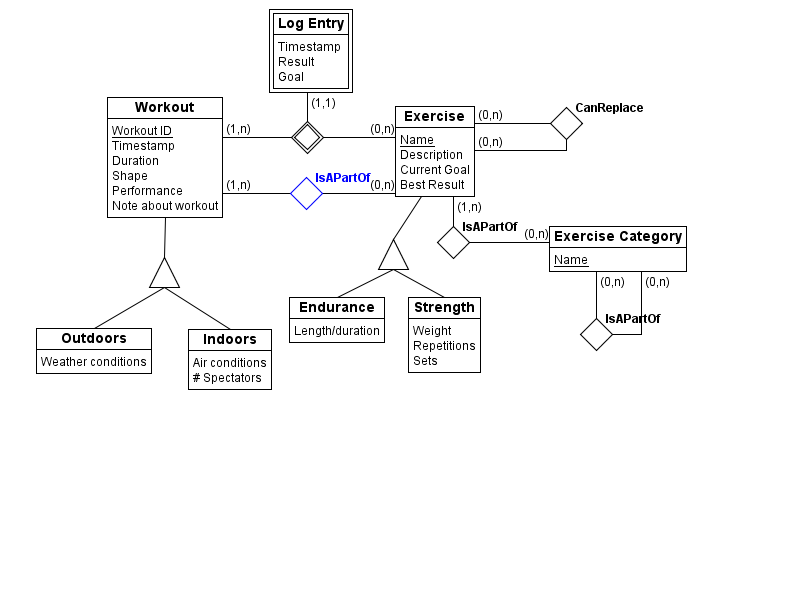 Log Entry
Timestamp
Result
Goal
(1,1)
Workout
Workout ID
Timestamp
Duration
Shape
Performance
Note about workout
(1,n)
(0,n)
(1,n)
IsAPartOf
(0,n)
Exercise
Name
Description
Current Goal
Best Result
(0,n)
(0,n)
CanReplace
(1,n)
IsAPartOf
(0,n)
Exercise Category
Name
(0,n)
(0,n)
IsAPartOf
Endurance
Length/duration
Strength
Weight
Repetitions
Sets
Outdoors
Weather conditions
Indoors
Air conditions
# Spectators